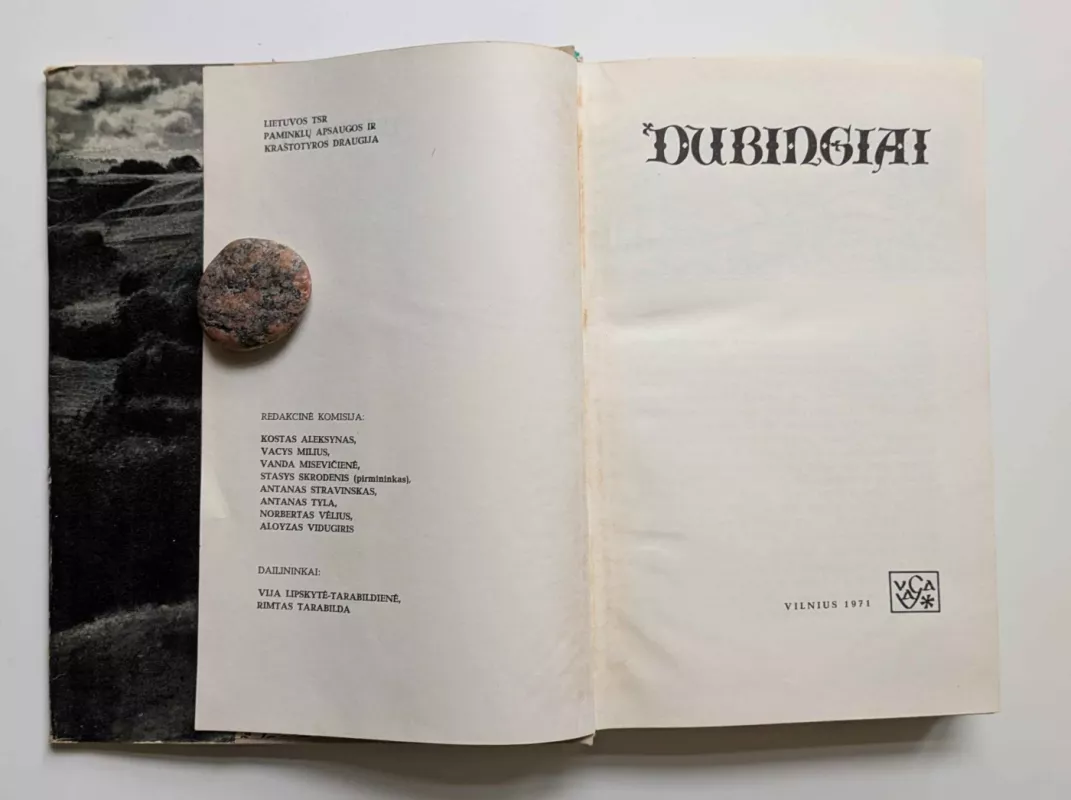 LIETUVOS TSR
PAMINKLŲ APSAUGOS IR
KRAŠTOTYROS DRAUGIJA
REDAKCINĖ KOMISIJA:
KOSTAS ALEKSYNAS,
VACYS MILIUS,
VANDA MISEVIČIENĖ,
STASYS SKRODENIS (pirmininkas),
ANTANAS STRAVINSKAS,
ANTANAS TYLA,
NORBERTAS VĖLIUS,
ALOYZAS VIDUGIRIS
DAILININKAI:
VIJA LIPSKYTĖ-TARABILDIENĖ,
RIMTAS TARABILDA
DUBINGIAI
VILNIUS 1971
VAGA